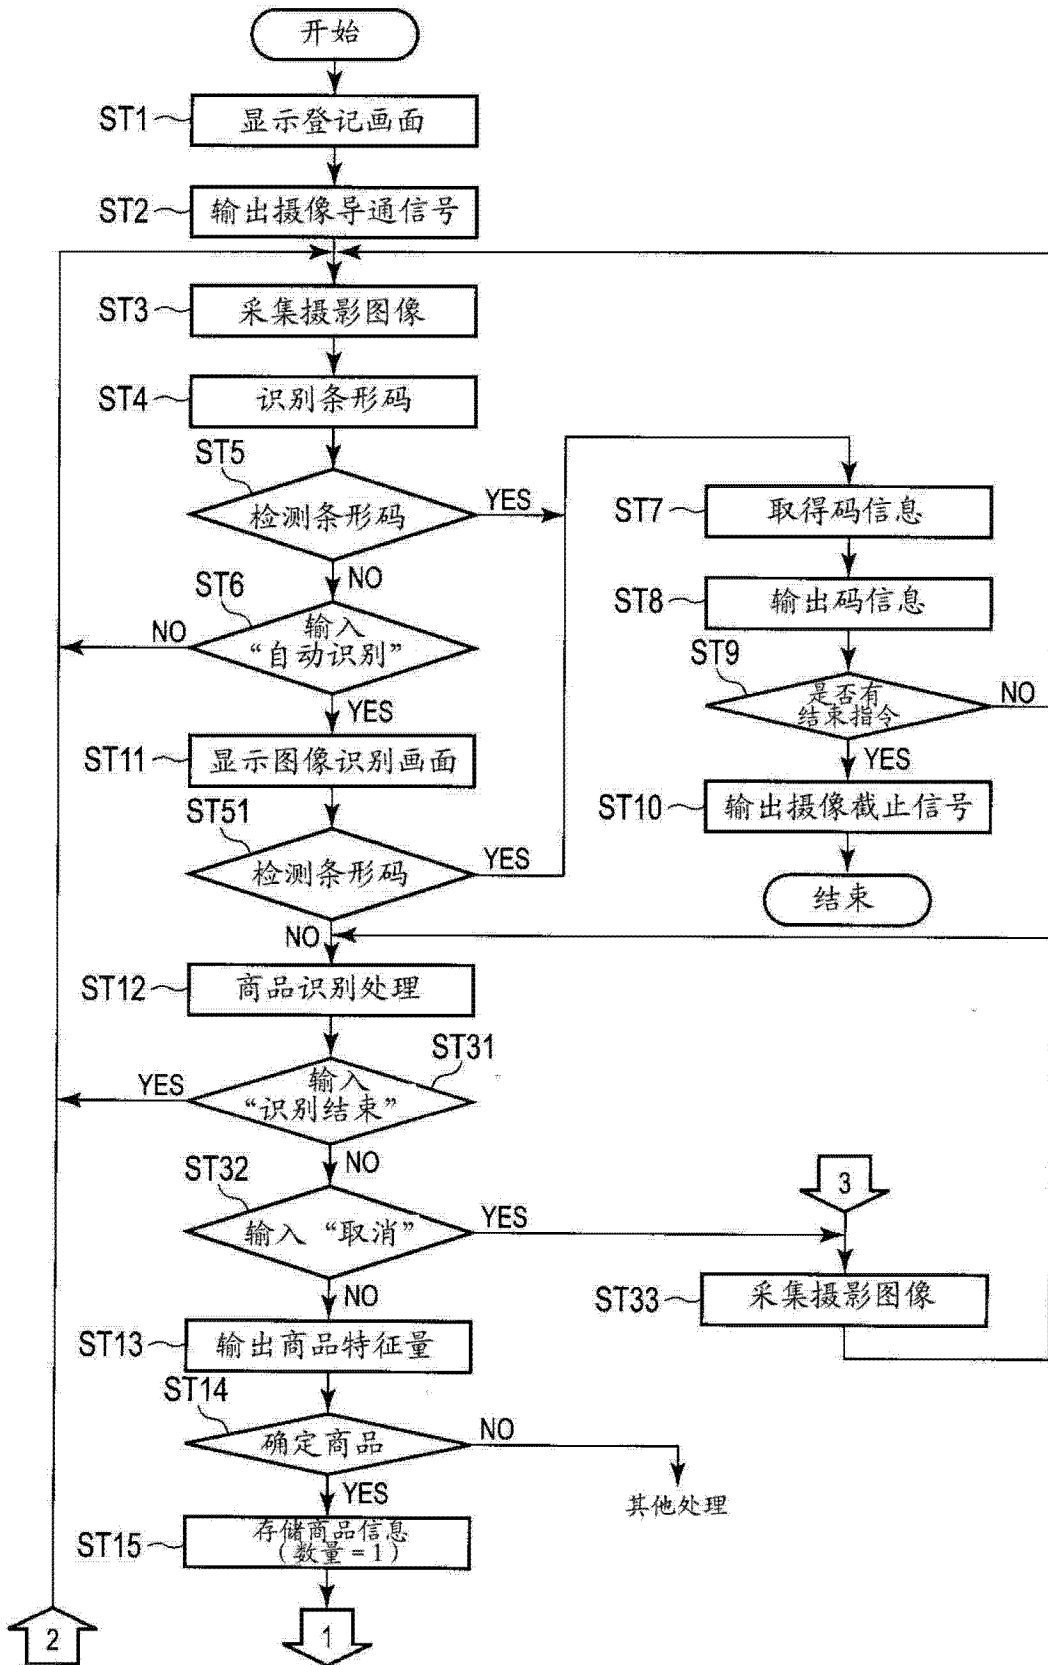 开始
ST1
显示登记画面
ST2
输出摄像导通信号
ST3
采集摄影图像
ST4
识别条形码
ST5
检测条形码
YES
NO
ST6
输入
“自动识别”
NO
YES
ST7
取得码信息
ST8
输出码信息
ST9
是否有
结束指令
NO
YES
ST10
输出摄像截止信号
结束
ST11
显示图像识别画面
ST51
检测条形码
YES
NO
ST12
商品识别处理
ST31
输入
“识别结束”
YES
NO
ST32
输入“取消”
YES
NO
3
ST33
采集摄影图像
ST13
输出商品特征量
ST14
确定商品
NO
其他处理
YES
ST15
存储商品信息
(数量=1)
2
1